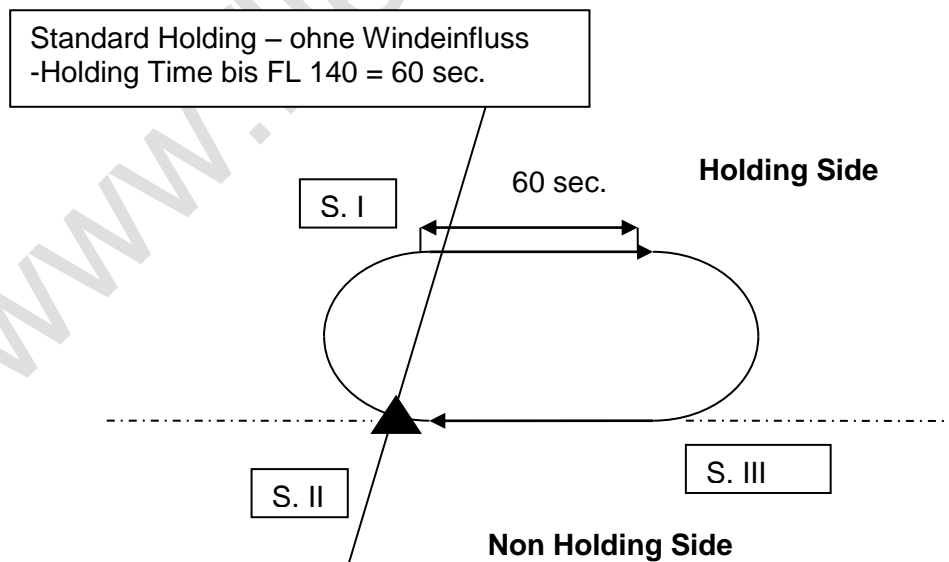 Standard Holding – ohne Windeinfluss
-Holding Time bis FL 140 = 60 sec.
Holding Side
60 sec.
S. I
S. III
S. II
Non Holding Side
www.